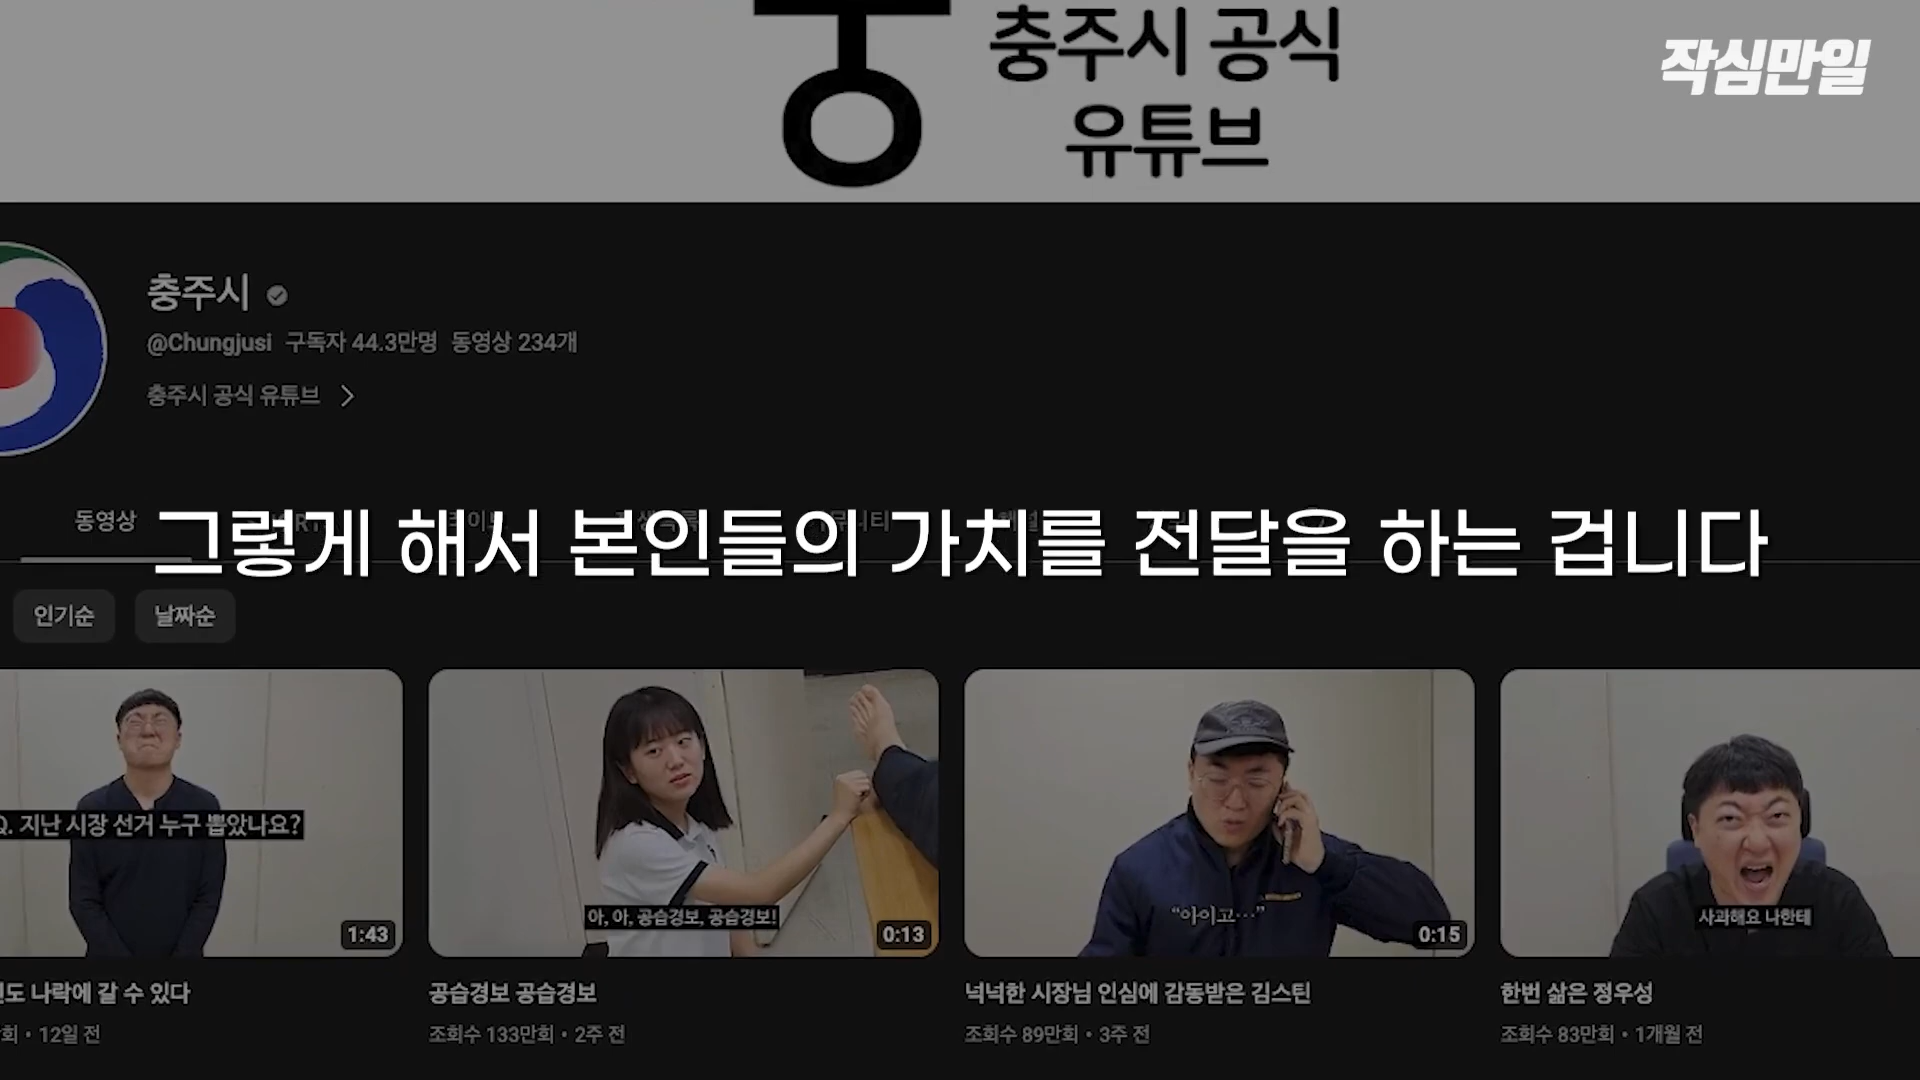 충주시 공식
유튜브
작심만일
충주시
@Chungjusi 구독자 44.3만명 동영상 234개
충주시 공식 유튜브
동영상
그렇게 해서 본인들의 가치를 전달을 하는 겁니다
인기순 날짜순
Q. 지난 시장 선거 누구 뽑았나요?
1:43
아, 아, 공습경보, 공습경보!
0:13
“아이고…”
0:15
사과해요 나한테
도 나락에 갈 수 있다
회 • 12일 전
공습경보 공습경보
조회수 133만회 • 2주 전
넉넉한 시장님 인심에 감동받은 김스틴
조회수 89만회 • 3주 전
한번 삶은 정우성
조회수 83만회 • 1개월 전